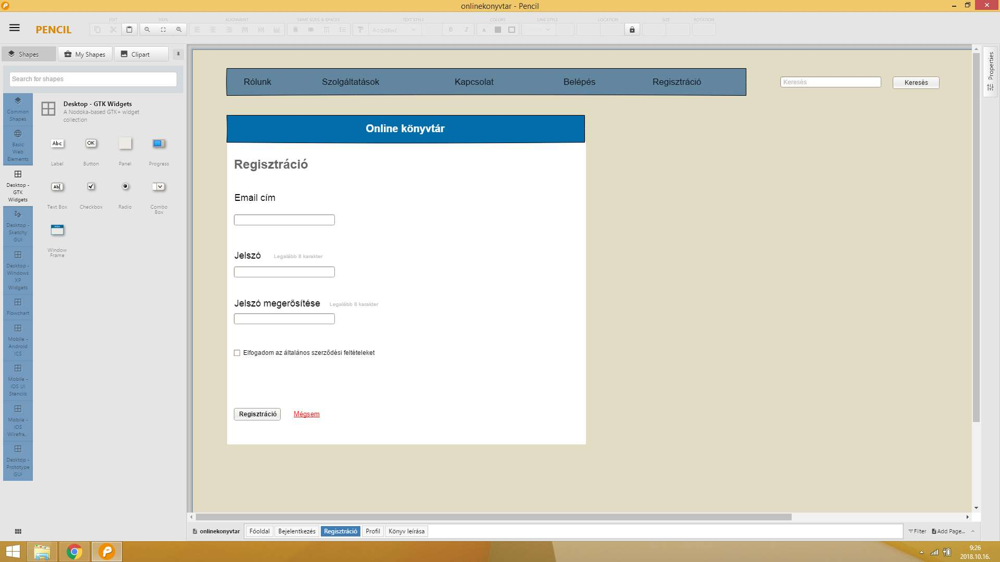 onlinekonyvtar - Pencil
EDIT
100%
ALIGNMENT
SAME SIZES & SPACES
TEXT STYLE
COLORS
LINE STYLE
LOCATION
SIZE
ROTATION
PENCIL
AcgdEef
B
I
A
Shapes
My Shapes
Clipart
Search for shapes
Common
Shapes
Basic
Web
Elements
Desktop -
GTK
Widgets
Desktop -
Sketchy
GUI
Desktop -
Windows
XP
Widgets
Flowchart
Mobile -
Android
ICS
Mobile -
iOS UI
Stencils
Mobile -
iOS
Wirefra...
Desktop -
Prototype
GUI
Desktop - GTK Widgets
A Nodoka-based GTK+ widget
collection
Abc
OK
Label
Button
Panel
Progress
Ab
Text Box
Checkbox
Radio
Combo
Box
Window
Frame
Rólunk
Szolgáltatások
Kapcsolat
Belépés
Regisztráció
Keresés
Keresés
Online könyvtár
Regisztráció
Email cím
Jelszó
Legalább 8 karakter
Jelszó megerősítése
Legalább 8 karakter
Elfogadom az általános szerződési feltételeket
Regisztráció
Mégsem
Properties
onlinekonyvtar
Főoldal
Bejelentkezés
Regisztráció
Profil
Könyv leírása
Filter
Add Page...
9:26
2018.10.16.